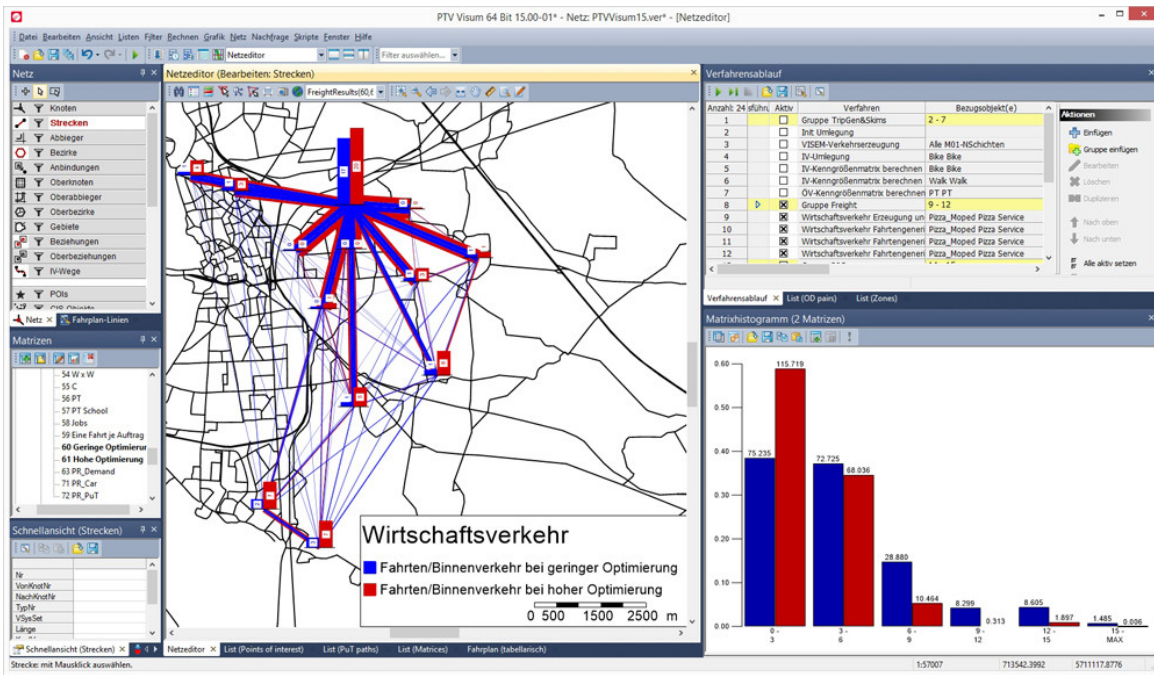 PTV Visum 64 Bit 15.00-01* - Netz: PTVVisum15.ver* - [Netzeditor]
Datei Bearbeiten Ansicht Listen Filter Rechnen Grafik Netz Nachfrage Skripte Fenster Hilfe
Netzeditor
Filter auswählen...
Netz
Knoten
Strecken
Abbieger
Bezirke
Anbindungen
Oberknoten
Oberabbieger
Oberbezirke
Gebiete
Beziehungen
Oberbeziehungen
IV-Wege
POIs
Netz Fahrplan-Linien
Matrizen
54 W x W
55 C
56 PT
57 PT School
58 Jobs
59 Eine Fahrt je Auftrag
60 Geringe Optimierur
61 Hohe Optimierung
63 PR_Demand
71 PR_Car
72 PR_PuT
Schnellansicht (Strecken)
Nr
VonKnotNr
NachKnotNr
TypNr
VSysSet
Länge
Schnellansicht (Strecken)
Netzeditor (Bearbeiten: Strecken)
FreightResults(60,6
Wirtschaftsverkehr
Fahrten/Binnenverkehr bei geringer Optimierung
Fahrten/Binnenverkehr bei hoher Optimierung
0 500 1500 2500 m
Netzeditor List (Points of interest) List (PuT paths) List (Matrices) Fahrplan (tabellarisch)
Verfahrensablauf
Anzahl: 24 sführu Aktiv Verfahren Bezugsobjekt(e)
1 Gruppe TripGen&Skims 2 - 7
2 Init Umlegung
3 VISEM-Verkehrserzeugung Alle M01-NSchichten
4 IV-Umlegung Bike Bike
5 IV-Kenngrößenmatrix berechnen Bike Bike
6 IV-Kenngrößenmatrix berechnen Walk Walk
7 ÖV-Kenngrößenmatrix berechnen PT PT
8 Gruppe Freight 9 - 12
9 Wirtschaftsverkehr Erzeugung un Pizza_Moped Pizza Service
10 Wirtschaftsverkehr Fahrtengeneri Pizza_Moped Pizza Service
11 Wirtschaftsverkehr Fahrtengeneri Pizza_Moped Pizza Service
12 Wirtschaftsverkehr Fahrtengeneri Pizza_Moped Pizza Service
Aktionen
Einfügen
Gruppe einfügen
Bearbeiten
Löschen
Duplizieren
Nach oben
Nach unten
Alle aktiv setzen
Verfahrensablauf List (OD pairs) List (Zones)
Matrixhistogramm (2 Matrizen)
0.60
0.50
0.40
0.30
0.20
0.10
0.00
75.235
115.719
72.725
68.036
28.880
10.464
8.299
0.313
8.605
1.897
1.485
0.006
0 - 3
3 - 6
6 - 9
9 - 12
12 - 15
15 - MAX
Strecke: mit Mausklick auswählen.
1:57007
713542.3992
5711117.8776